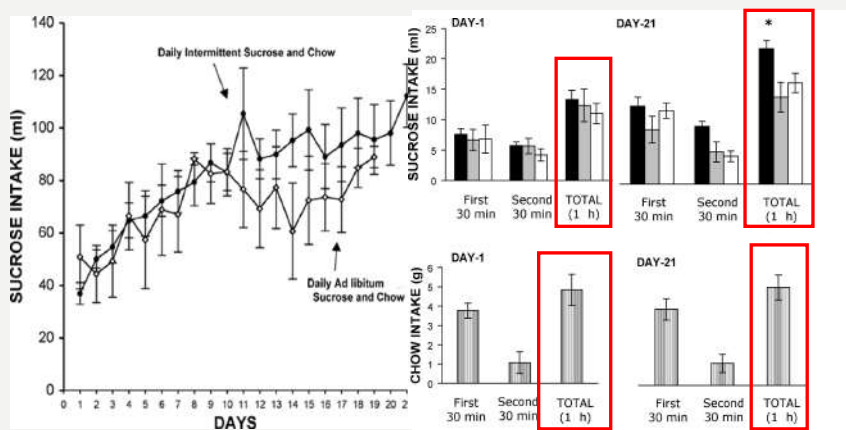 140
120
100
80
60
40
20
0
SUCROSE INTAKE (ml)
Daily Intermittent Sucrose and Chow
Daily Ad libitum
Sucrose and Chow
0 1 2 3 4 5 6 7 8 9 10 11 12 13 14 15 16 17 18 19 20 2
DAYS
DAY-1
DAY-21
*
SUCROSE INTAKE (ml)
25
20
15
10
5
0
First
30 min
Second
30 min
TOTAL
(1 h)
First
30 min
Second
30 min
TOTAL
(1 h)
DAY-1
DAY-21
CHOW INTAKE (g)
6
5
4
3
2
1
0
First
30 min
Second
30 min
TOTAL
(1 h)
First
30 min
Second
30 min
TOTAL
(1 h)